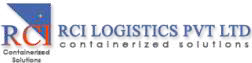 RCI
Containerized
Solutions
RCI LOGISTICS PVT LTD
containerized solutions